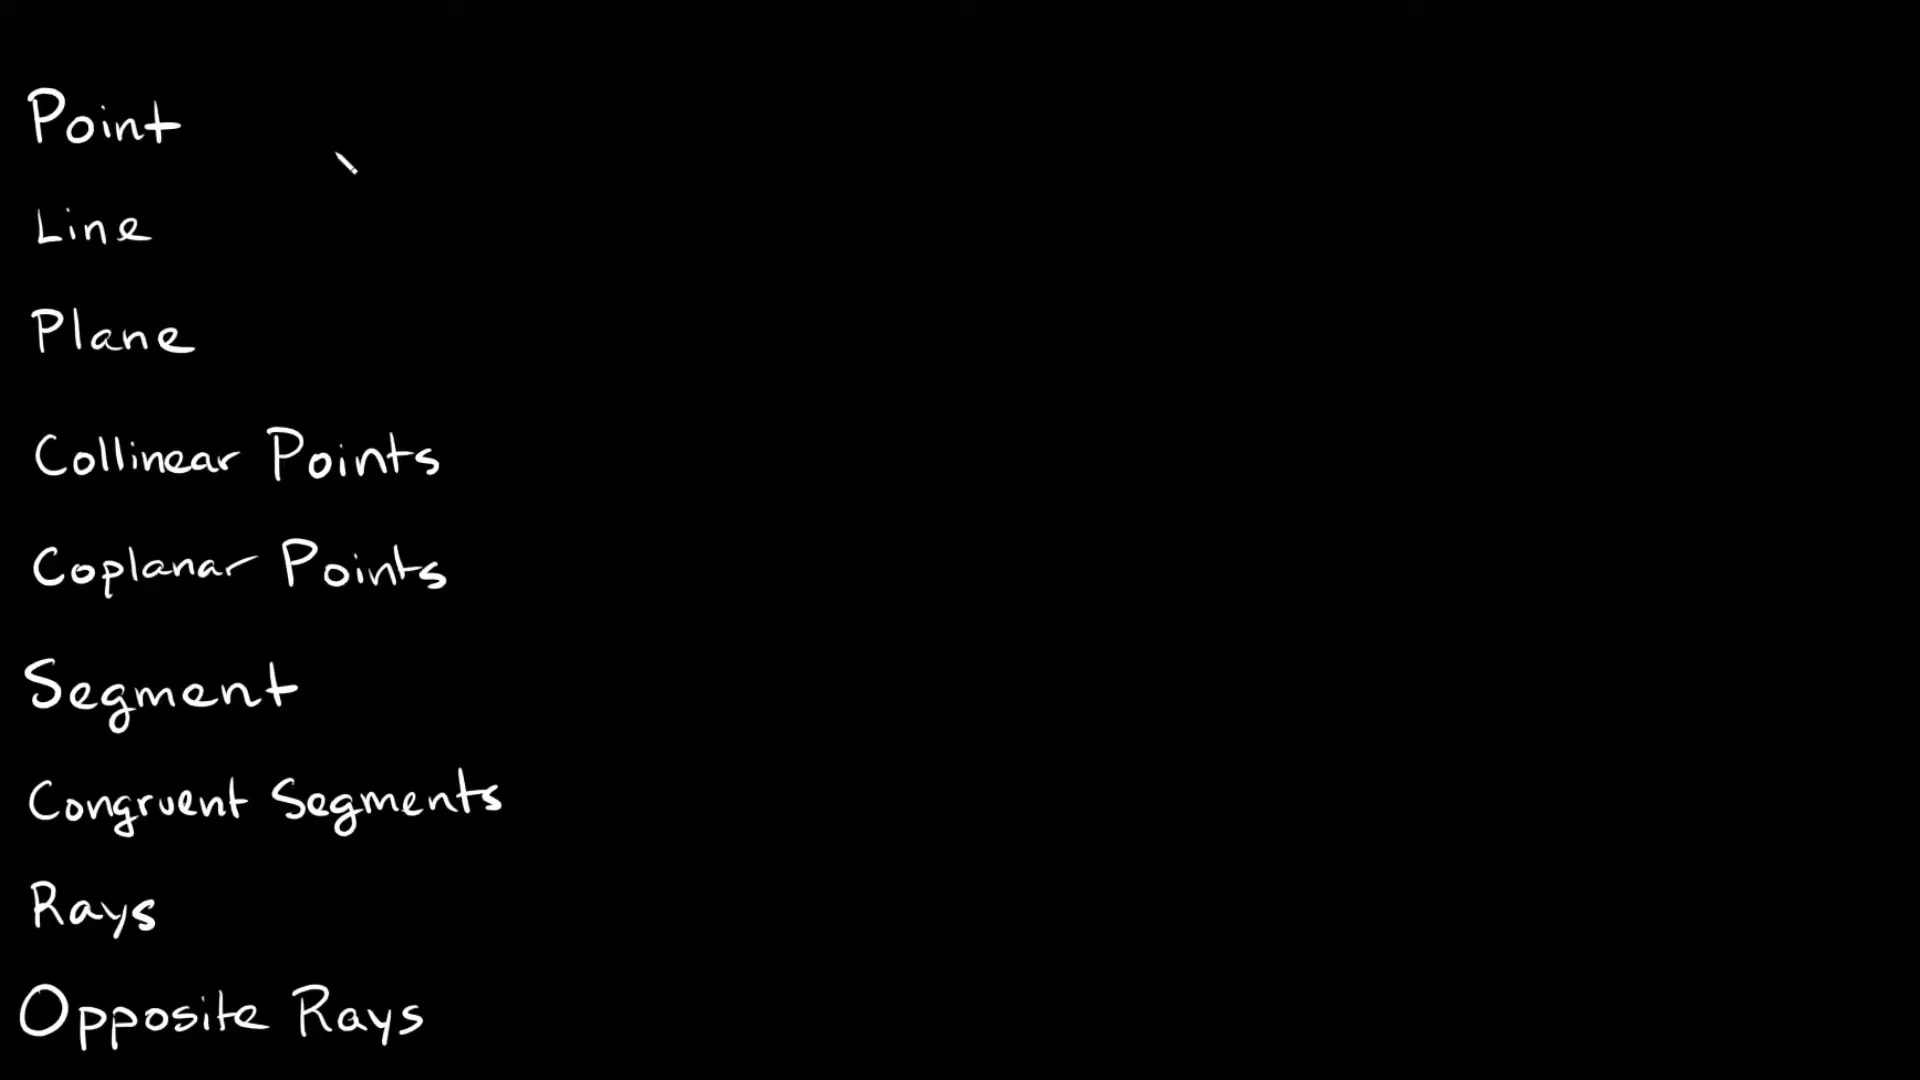 Point
Line
Plane
Collinear Points
Coplanar Points
Segment
Congruent Segments
Rays
Opposite Rays